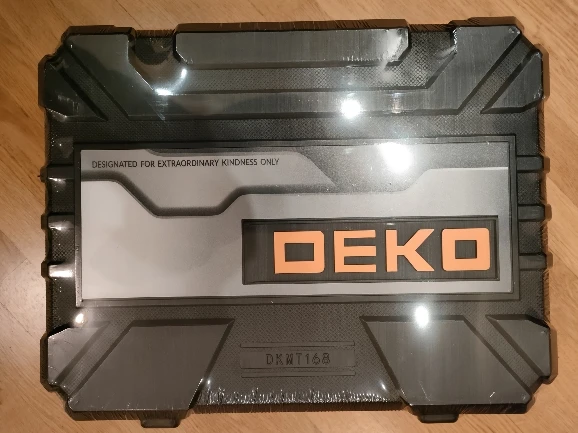 DESIGNATED FOR EXTRAORDINARY KINDNESS ONLY
DEKO
DKMT168